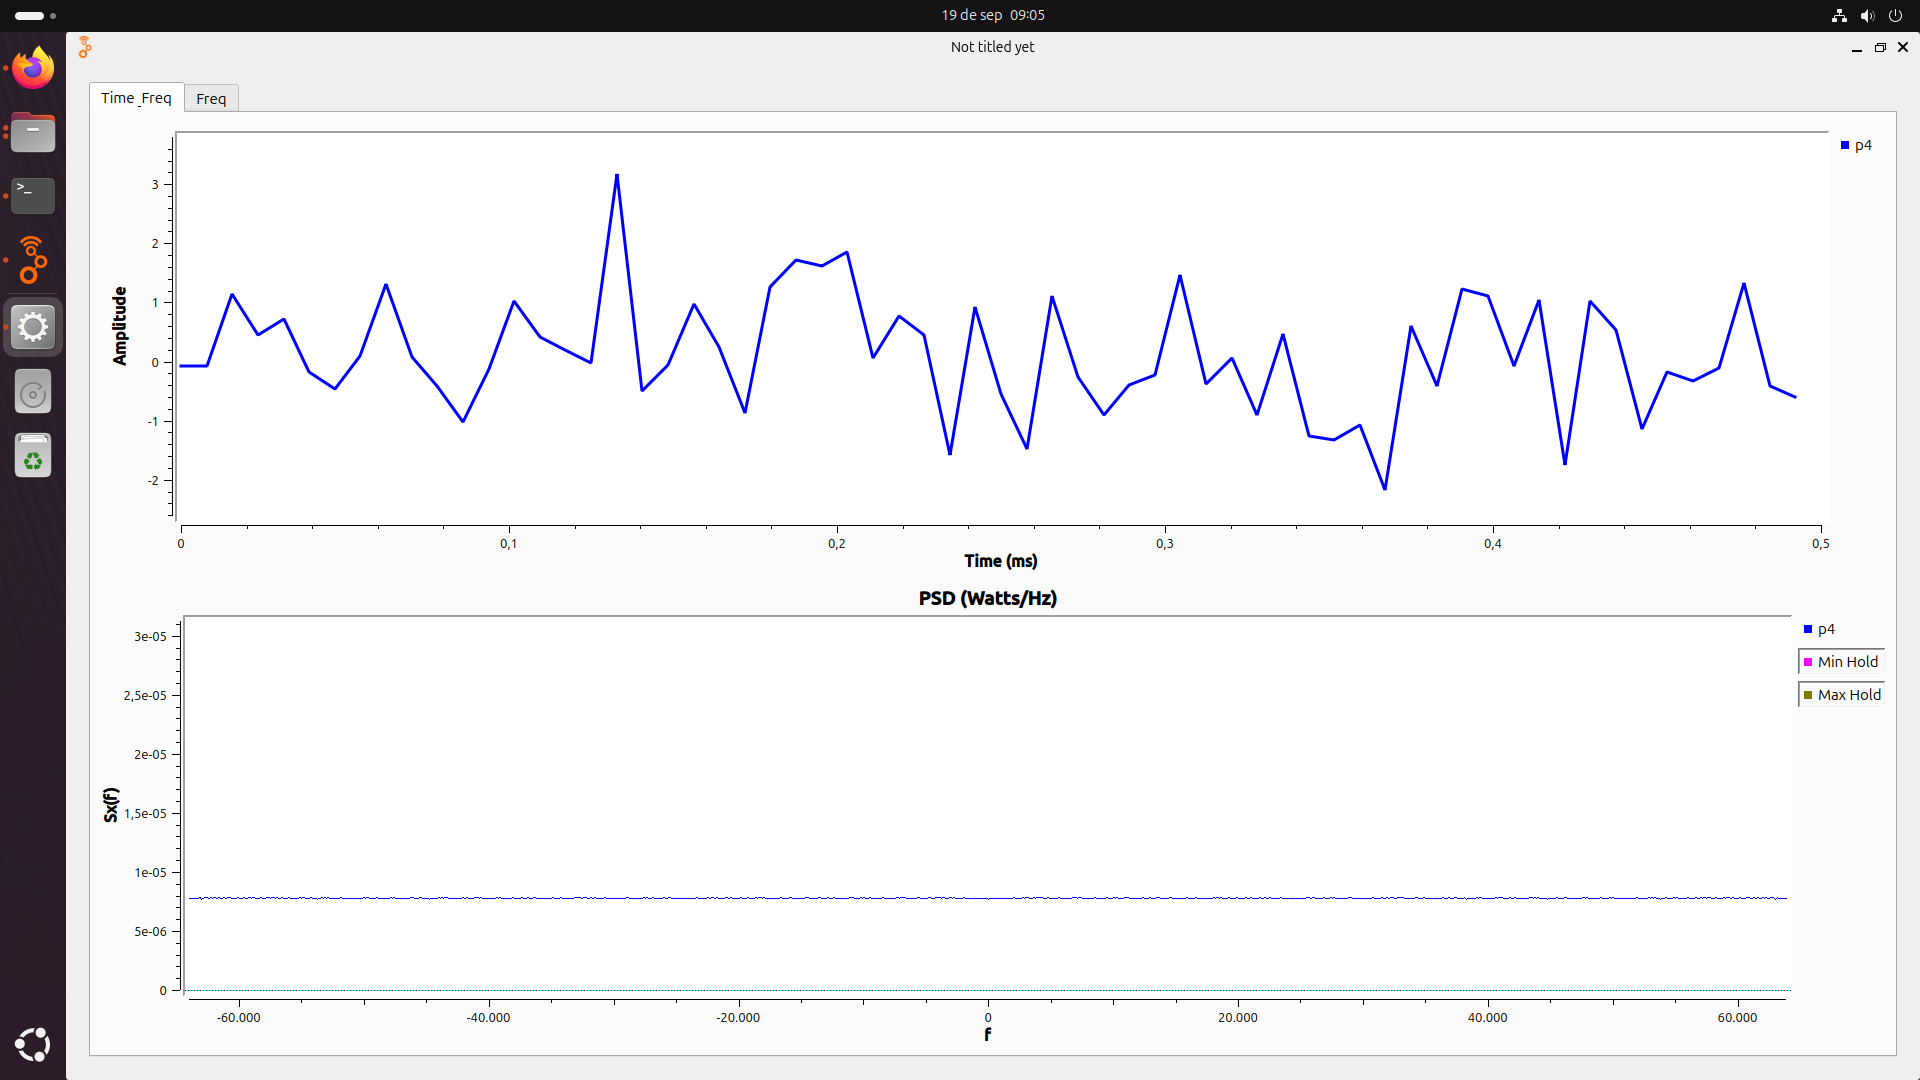 19 de sep 09:05
Not titled yet
Time_Freq
Freq
Amplitude
3
2
1
0
-1
-2
p4
0
0,1
0,2
0,3
0,4
0,5
Time (ms)
PSD (Watts/Hz)
Sx(f)
3e-05
2,5e-05
2e-05
1,5e-05
1e-05
5e-06
0
p4
Min Hold
Max Hold
-60.000
-40.000
-20.000
0
20.000
40.000
60.000
f